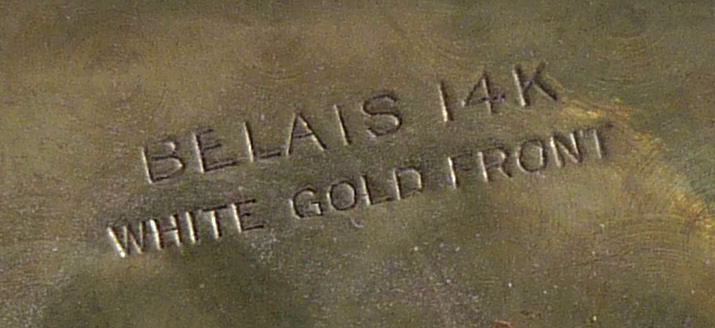 BELAIS 14K
WHITE GOLD FRONT